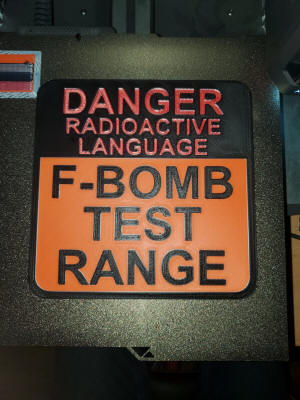 DANGER
RADIOACTIVE
LANGUAGE
F-BOMB
TEST
RANGE